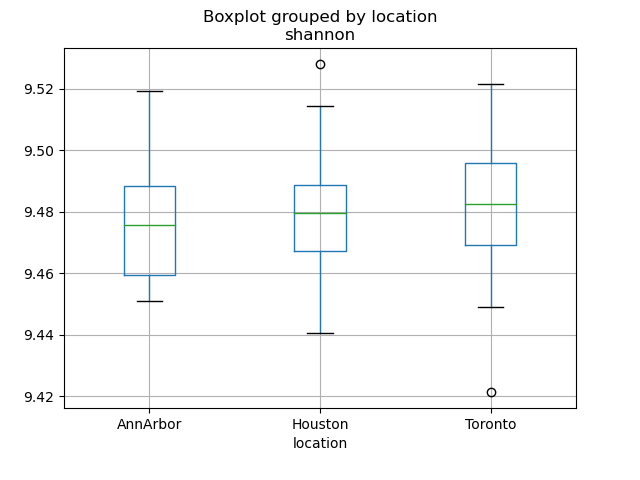 Boxplot grouped by location
shannon
9.52
9.50
9.48
9.46
9.44
9.42
AnnArbor Houston Toronto
location